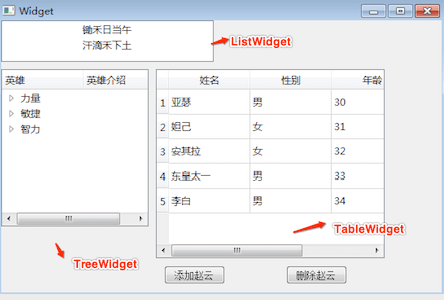 Widget
锄禾日当午
汗滴禾下土
ListWidget
英雄 英雄介绍
力量
敏捷
智力
TreeWidget
姓名 性别 年龄
1 亚瑟 男 30
2 妲己 女 31
3 安其拉 女 32
4 东皇太一 男 33
5 李白 男 34
TableWidget
添加赵云
删除赵云